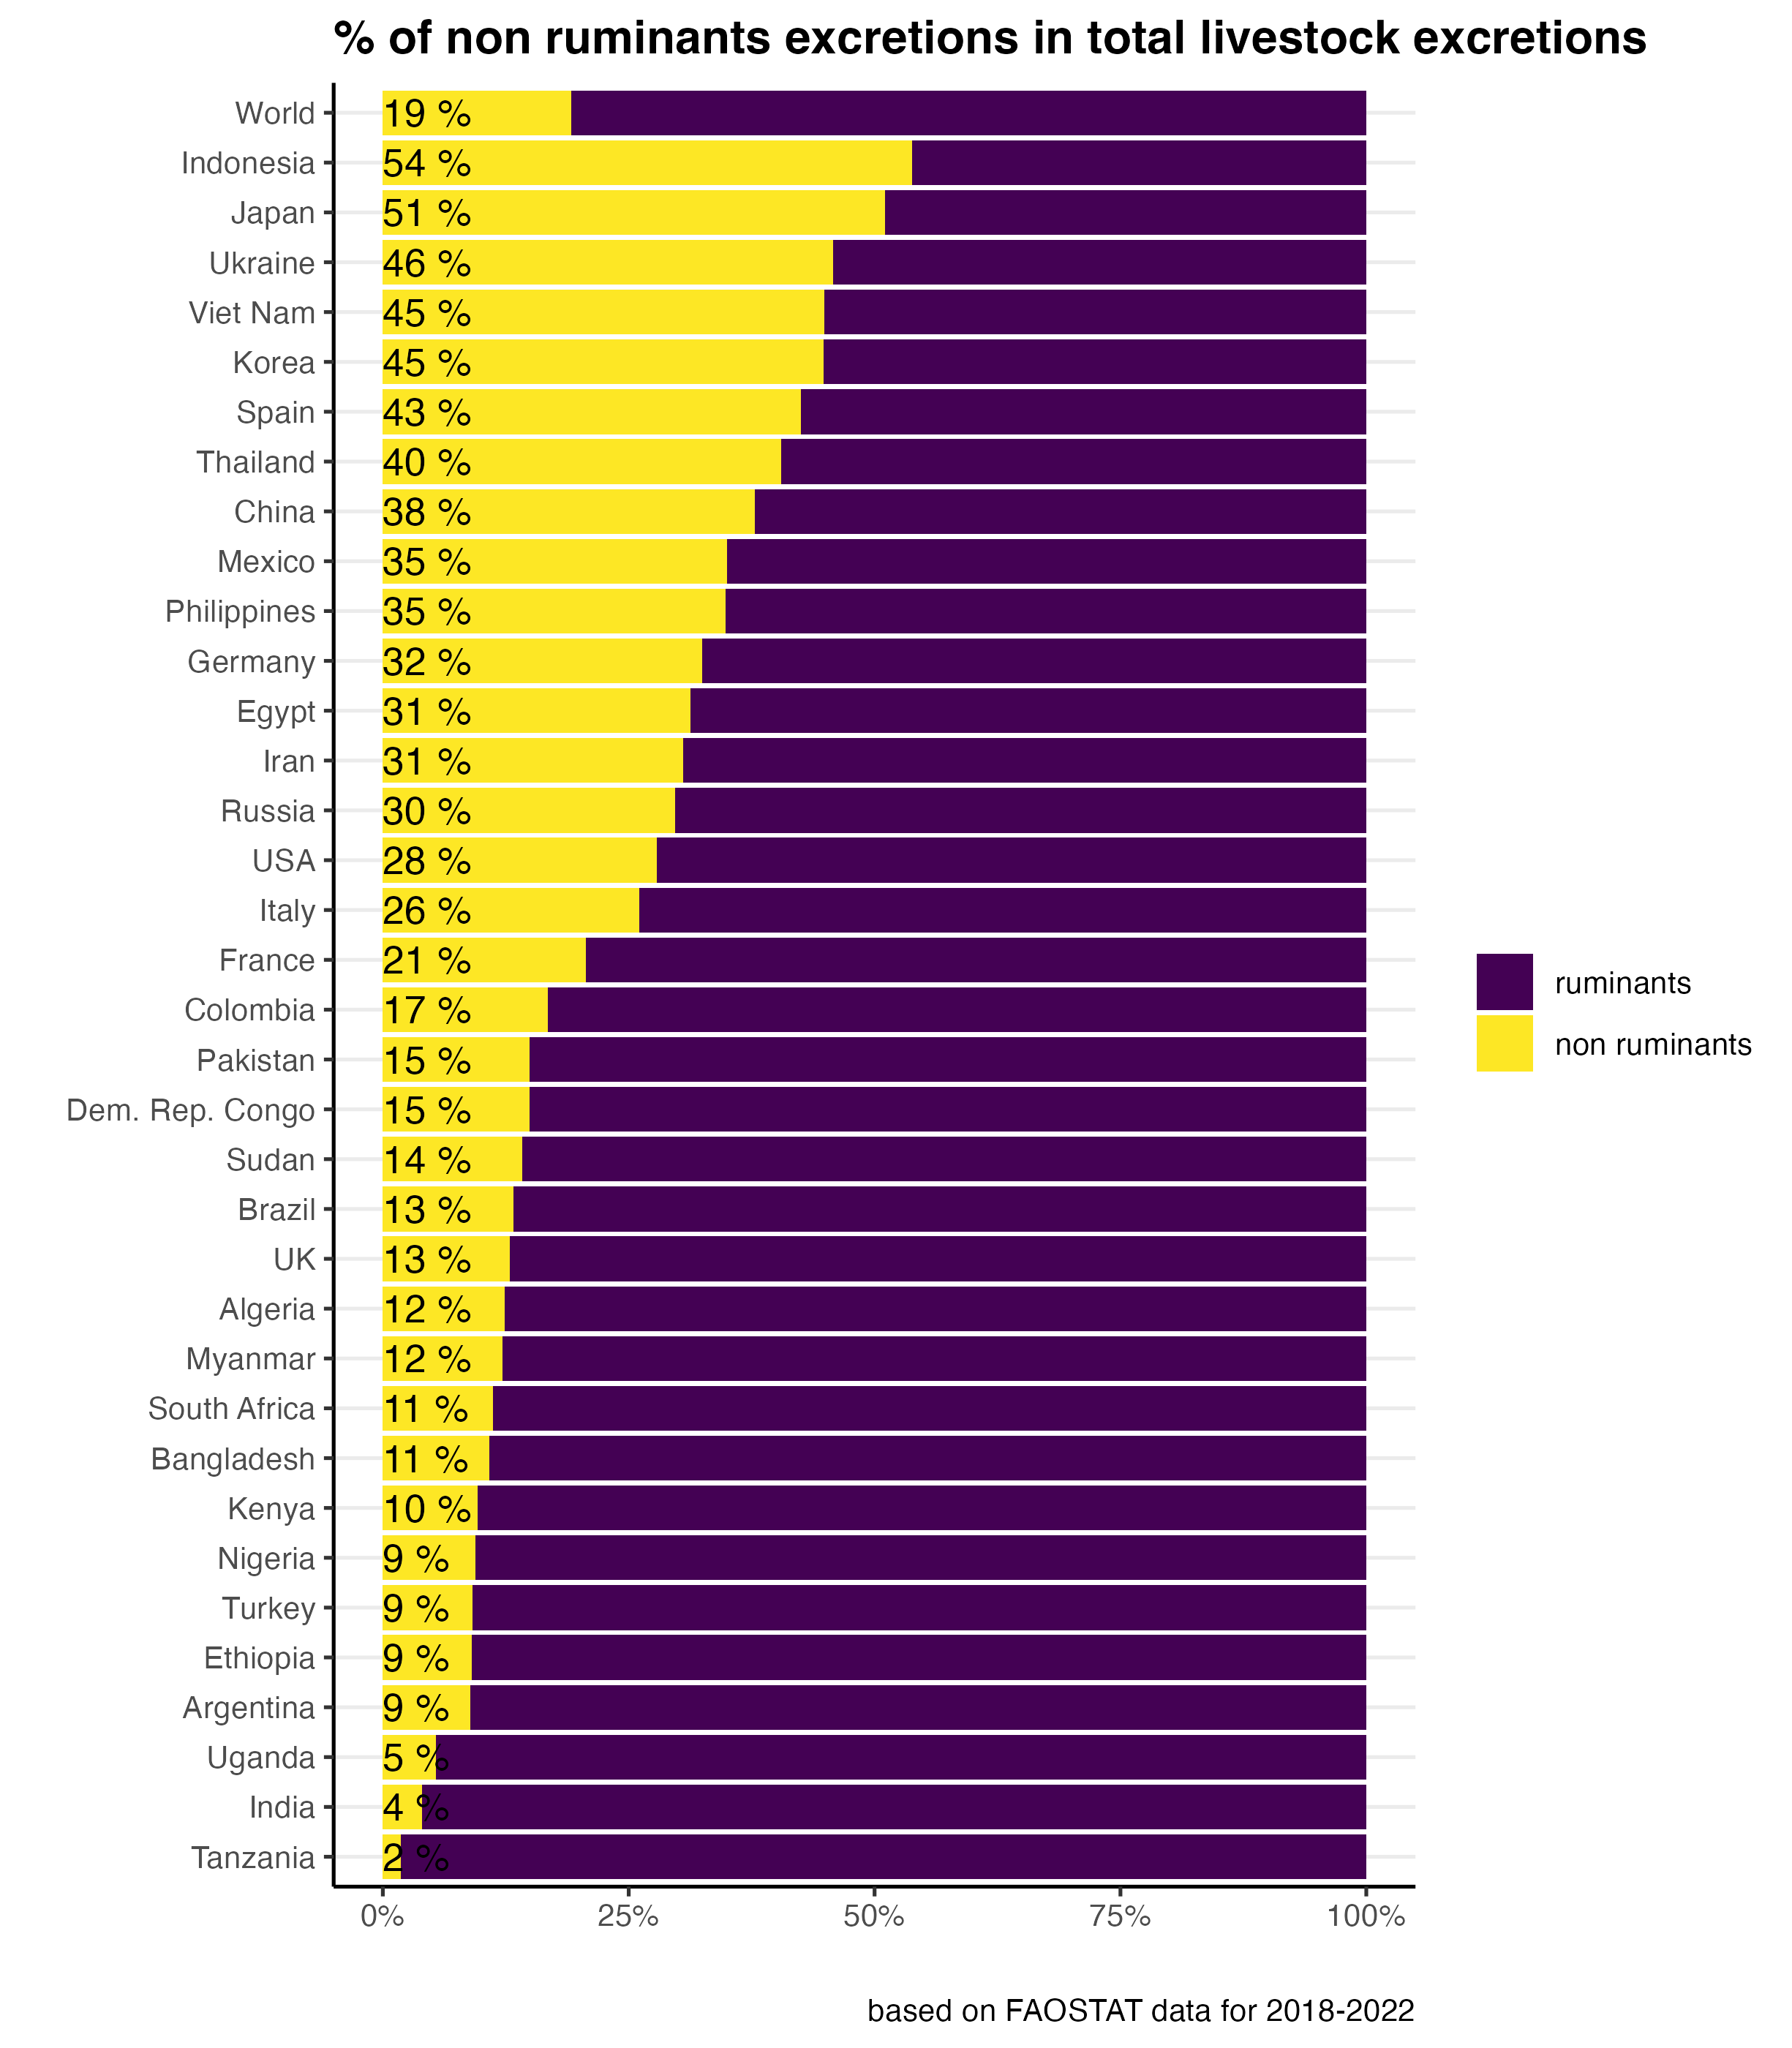 % of non ruminants excretions in total livestock excretions
World 19 %
Indonesia 54 %
Japan 51 %
Ukraine 46 %
Viet Nam 45 %
Korea 45 %
Spain 43 %
Thailand 40 %
China 38 %
Mexico 35 %
Philippines 35 %
Germany 32 %
Egypt 31 %
Iran 31 %
Russia 30 %
USA 28 %
Italy 26 %
France 21 %
Colombia 17 %
Pakistan 15 %
Dem. Rep. Congo 15 %
Sudan 14 %
Brazil 13 %
UK 13 %
Algeria 12 %
Myanmar 12 %
South Africa 11 %
Bangladesh 11 %
Kenya 10 %
Nigeria 9 %
Turkey 9 %
Ethiopia 9 %
Argentina 9 %
Uganda 5 %
India 4 %
Tanzania 2 %
0% 25% 50% 75% 100%
ruminants
non ruminants
based on FAOSTAT data for 2018-2022